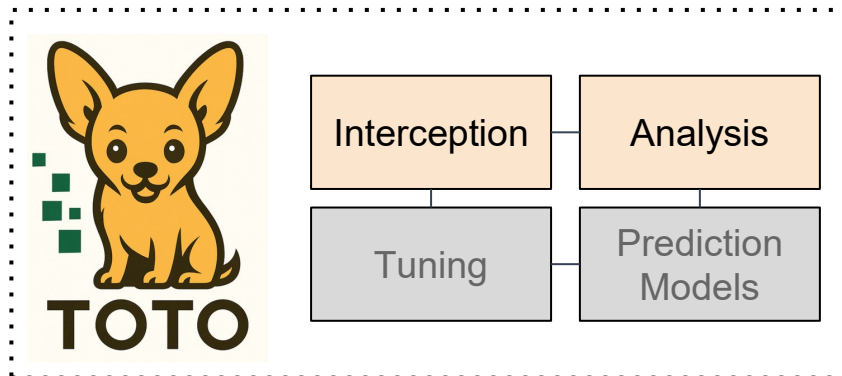 TOTO
Interception
Analysis
Tuning
Prediction
Models